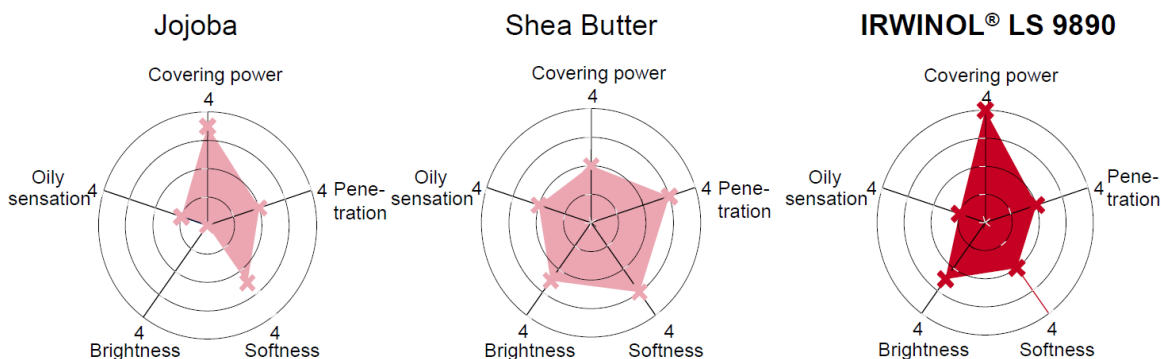 Jojoba
Covering power
4
Oily
sensation
4
4
Pene-
tration
4
Brightness
4
Softness
Shea Butter
Covering power
4
Oily
sensation
4
4
Pene-
tration
4
Brightness
4
Softness
IRWINOL® LS 9890
Covering power
4
Oily
sensation
4
4
Pene-
tration
4
Brightness
4
Softness